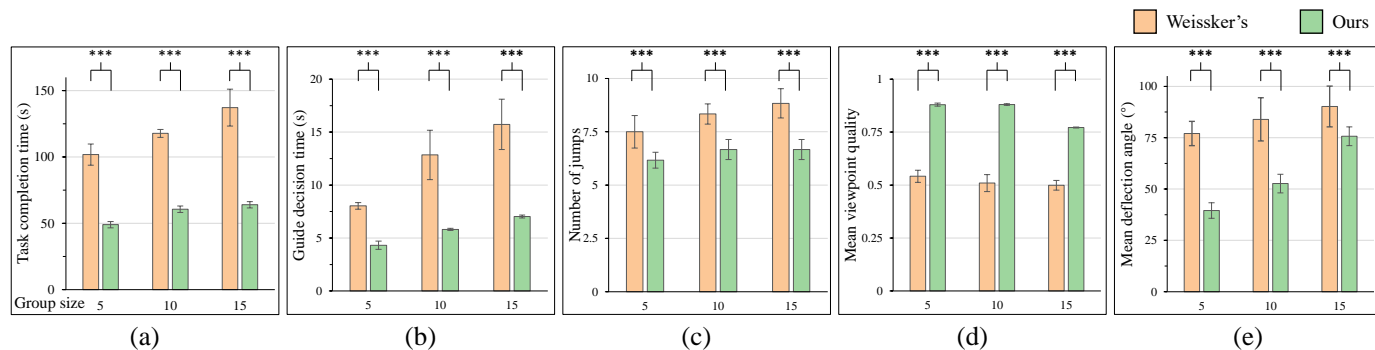 Weissker's Ours
*** *** ***
Task completion time (s)
150
100
50
0
Group size 5 10 15
(a)
*** *** ***
Guide decision time (s)
20
15
10
5
0
5 10 15
(b)
*** *** ***
Number of jumps
10
7.5
5
2.5
0
5 10 15
(c)
*** *** ***
Mean viewpoint quality
1
0.75
0.5
0.25
0
5 10 15
(d)
*** *** ***
Mean deflection angle (°)
100
75
50
25
0
5 10 15
(e)